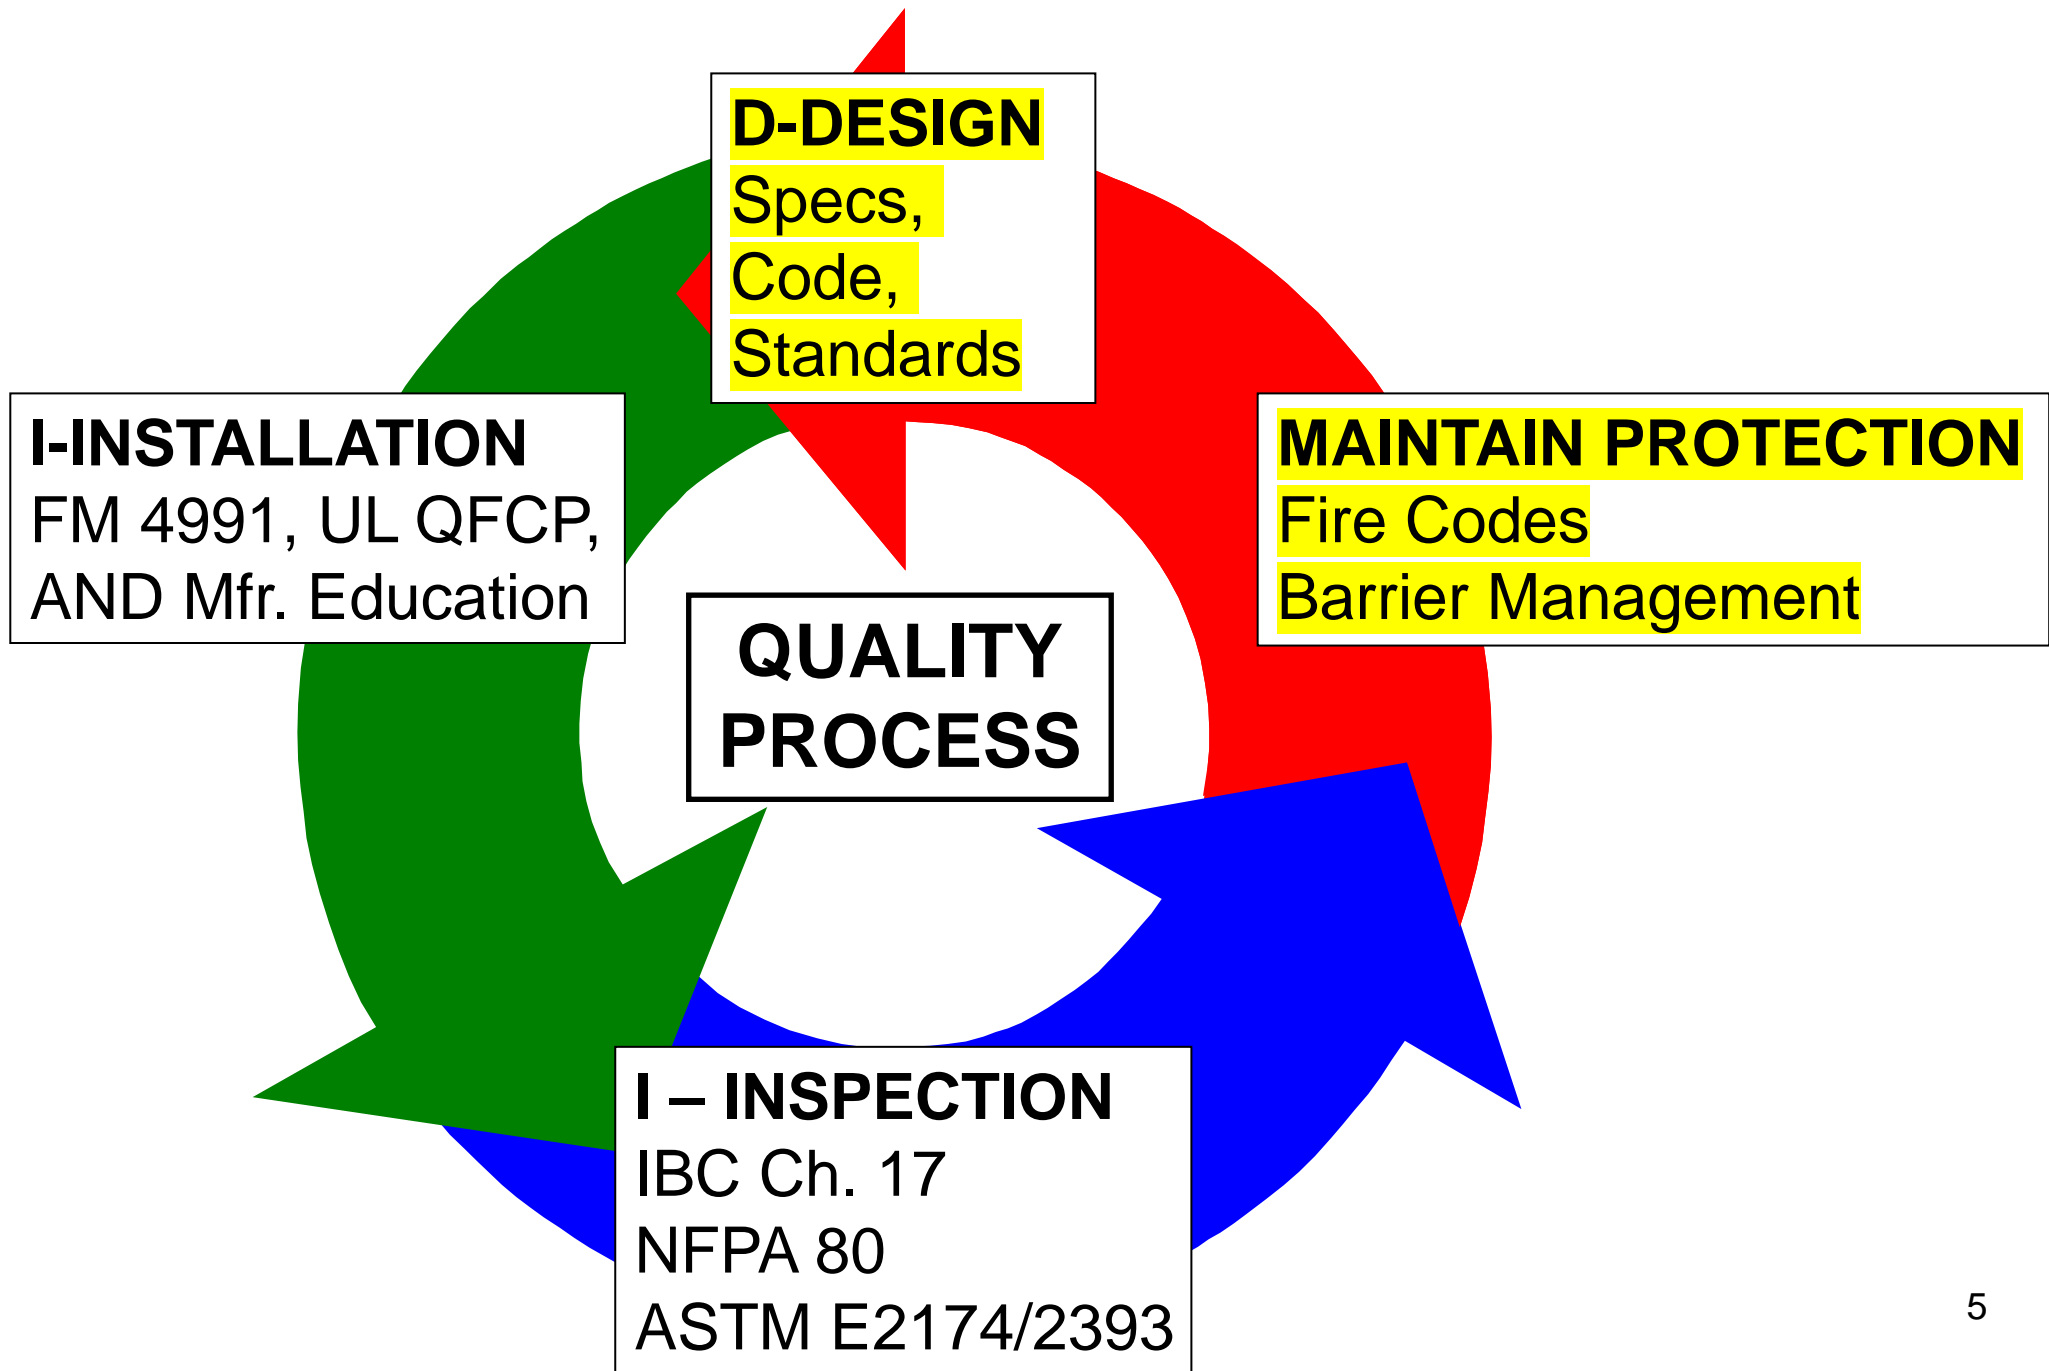 D-DESIGN
Specs,
Code,
Standards
I-INSTALLATION
FM 4991, UL QFCP,
AND Mfr. Education
MAINTAIN PROTECTION
Fire Codes
Barrier Management
QUALITY
PROCESS
I – INSPECTION
IBC Ch. 17
NFPA 80
ASTM E2174/2393
5